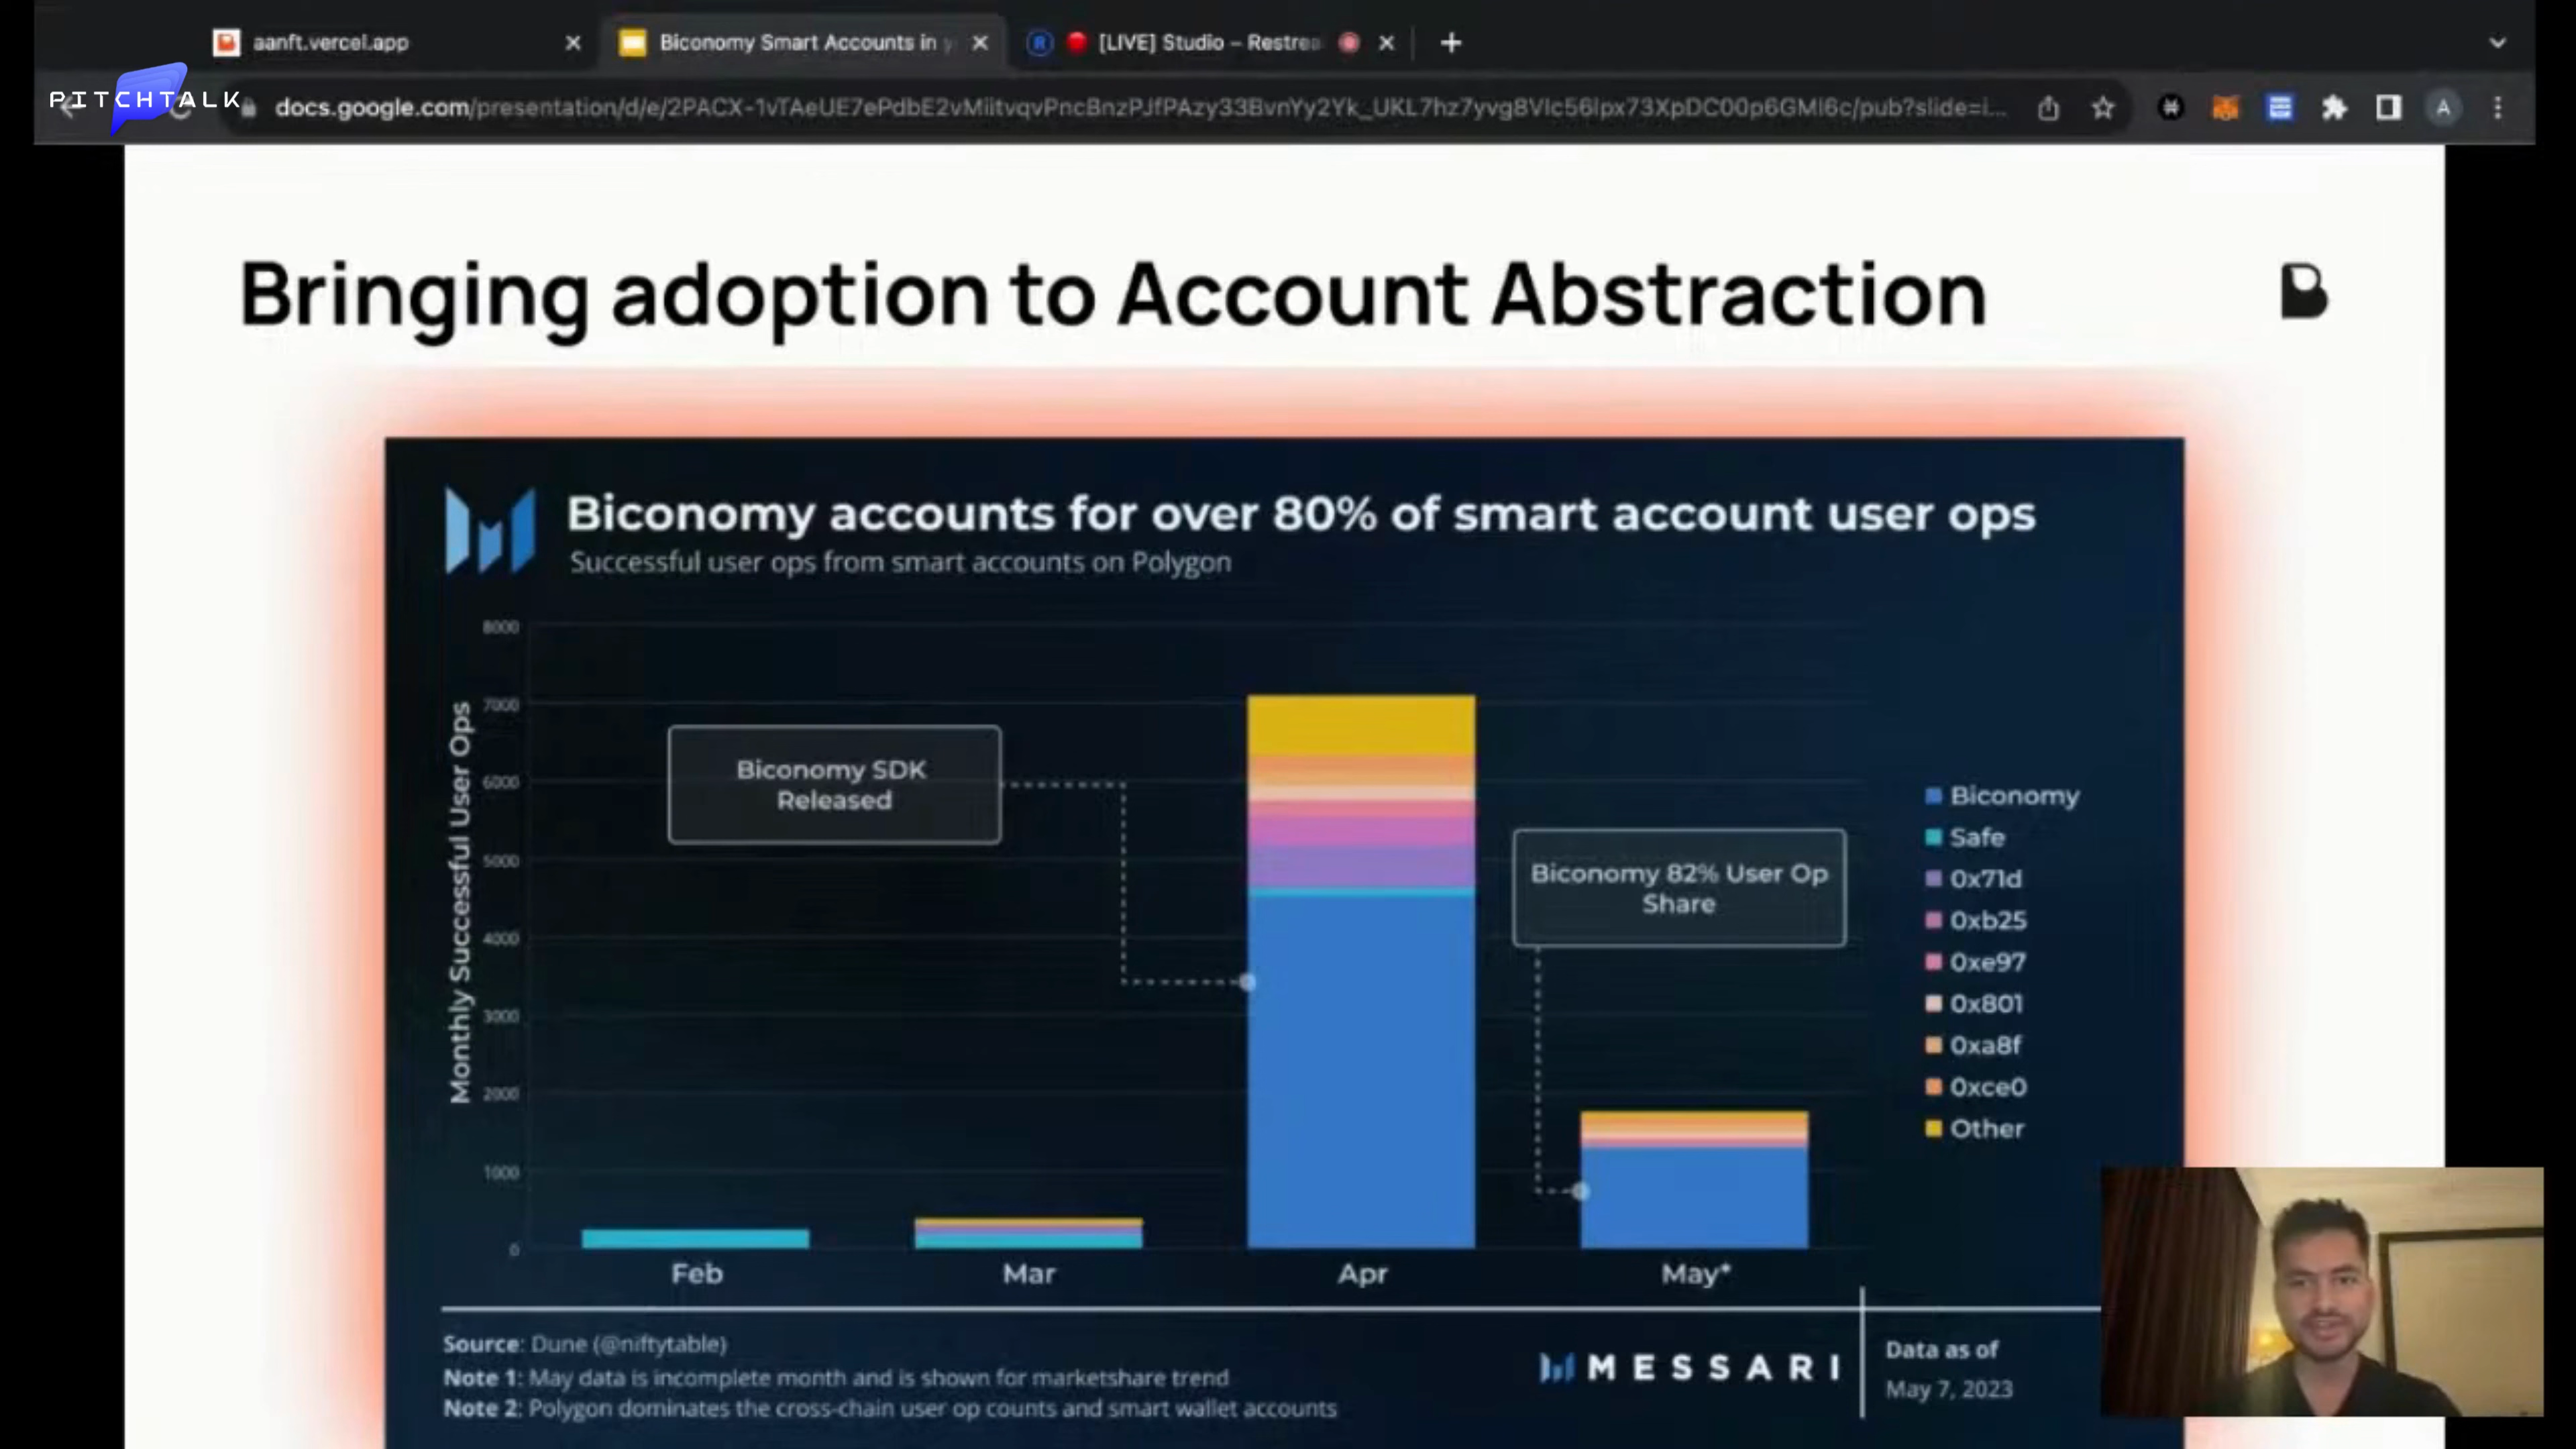 aanft.vercel.app
Biconomy Smart Accounts in y
[LIVE] Studio – Restrea
PITCHTALK
docs.google.com/presentation/d/e/
A
Bringing adoption to Account Abstraction
Biconomy accounts for over 80% of smart account user ops
Successful user ops from smart accounts on Polygon
Monthly Successful User Ops
8000
7000
6000
5000
4000
3000
2000
1000
0
Biconomy SDK
Released
Biconomy 82% User Op
Share
Biconomy
Safe
0x71d
0xb25
0xe97
0x801
0xa8f
0xce0
Other
Feb
Mar
Apr
May*
Source: Dune (@niftytable)
Note 1: May data is incomplete month and is shown for marketshare trend
Note 2: Polygon dominates the cross-chain user op counts and smart wallet accounts
MESSARI
Data as of
May 7, 2023